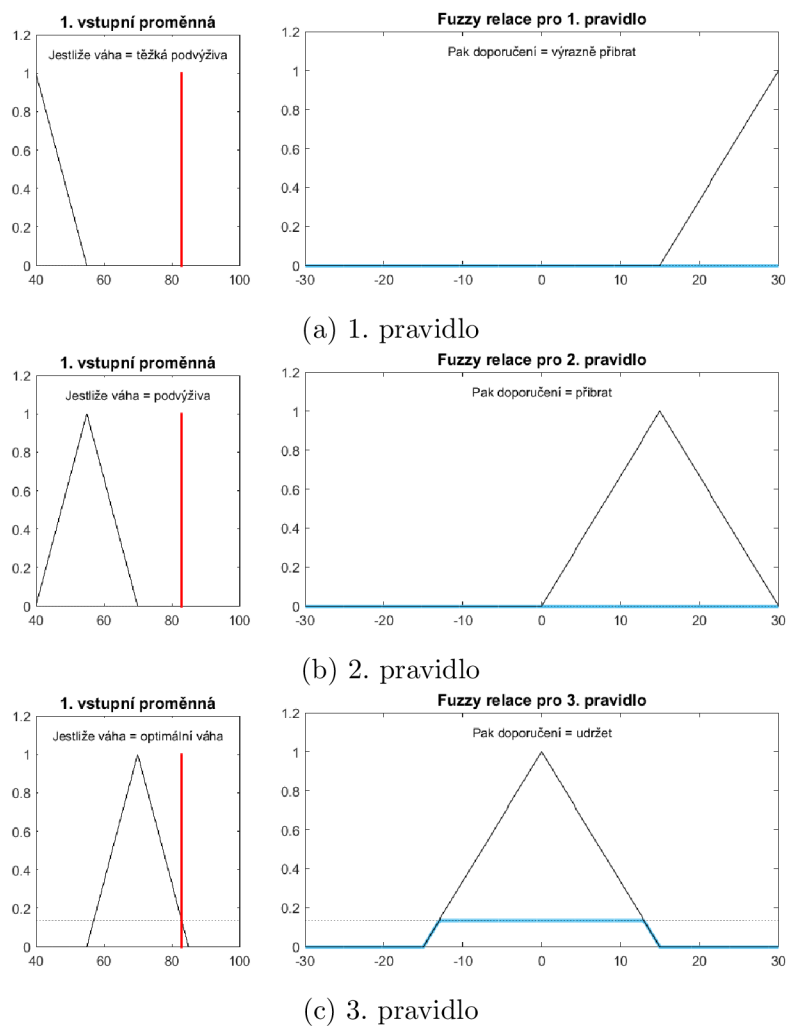 1. vstupní proměnná
Jestliže váha = těžká podvýživa
1.2
1
0.8
0.6
0.4
0.2
0
40 60 80 100
Fuzzy relace pro 1. pravidlo
Pak doporučení = výrazně přibrat
1.2
1
0.8
0.6
0.4
0.2
0
-30 -20 -10 0 10 20 30
(a) 1. pravidlo
1. vstupní proměnná
Jestliže váha = podvýživa
1.2
1
0.8
0.6
0.4
0.2
0
40 60 80 100
Fuzzy relace pro 2. pravidlo
Pak doporučení = přibrat
1.2
1
0.8
0.6
0.4
0.2
0
-30 -20 -10 0 10 20 30
(b) 2. pravidlo
1. vstupní proměnná
Jestliže váha = optimální váha
1.2
1
0.8
0.6
0.4
0.2
0
40 60 80 100
Fuzzy relace pro 3. pravidlo
Pak doporučení = udržet
1.2
1
0.8
0.6
0.4
0.2
0
-30 -20 -10 0 10 20 30
(c) 3. pravidlo